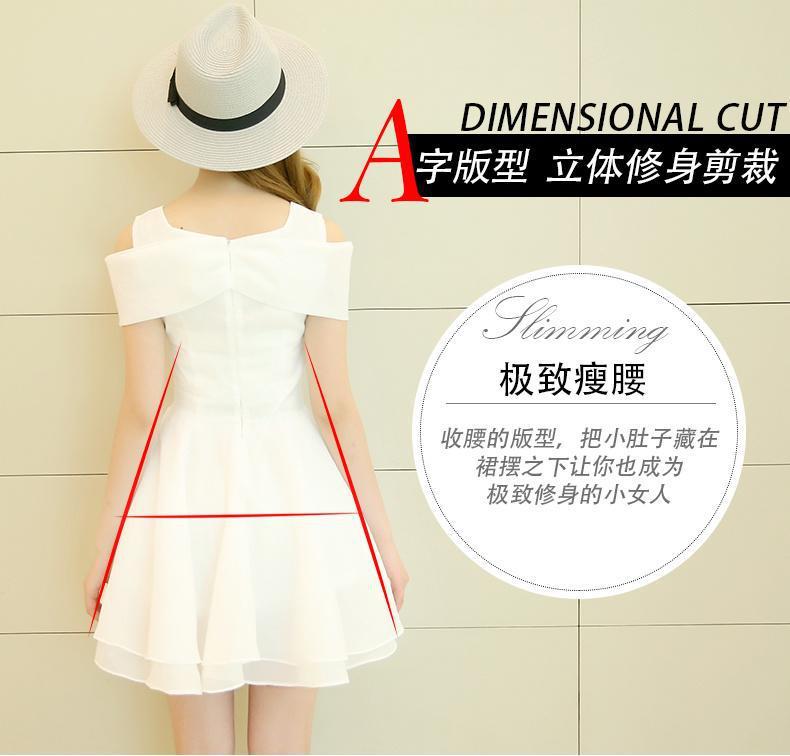 DIMENSIONAL CUT
A字版型 立体修身剪裁
Slimming
极致瘦腰
收腰的版型，把小肚子藏在
裙摆之下让你也成为
极致修身的小女人